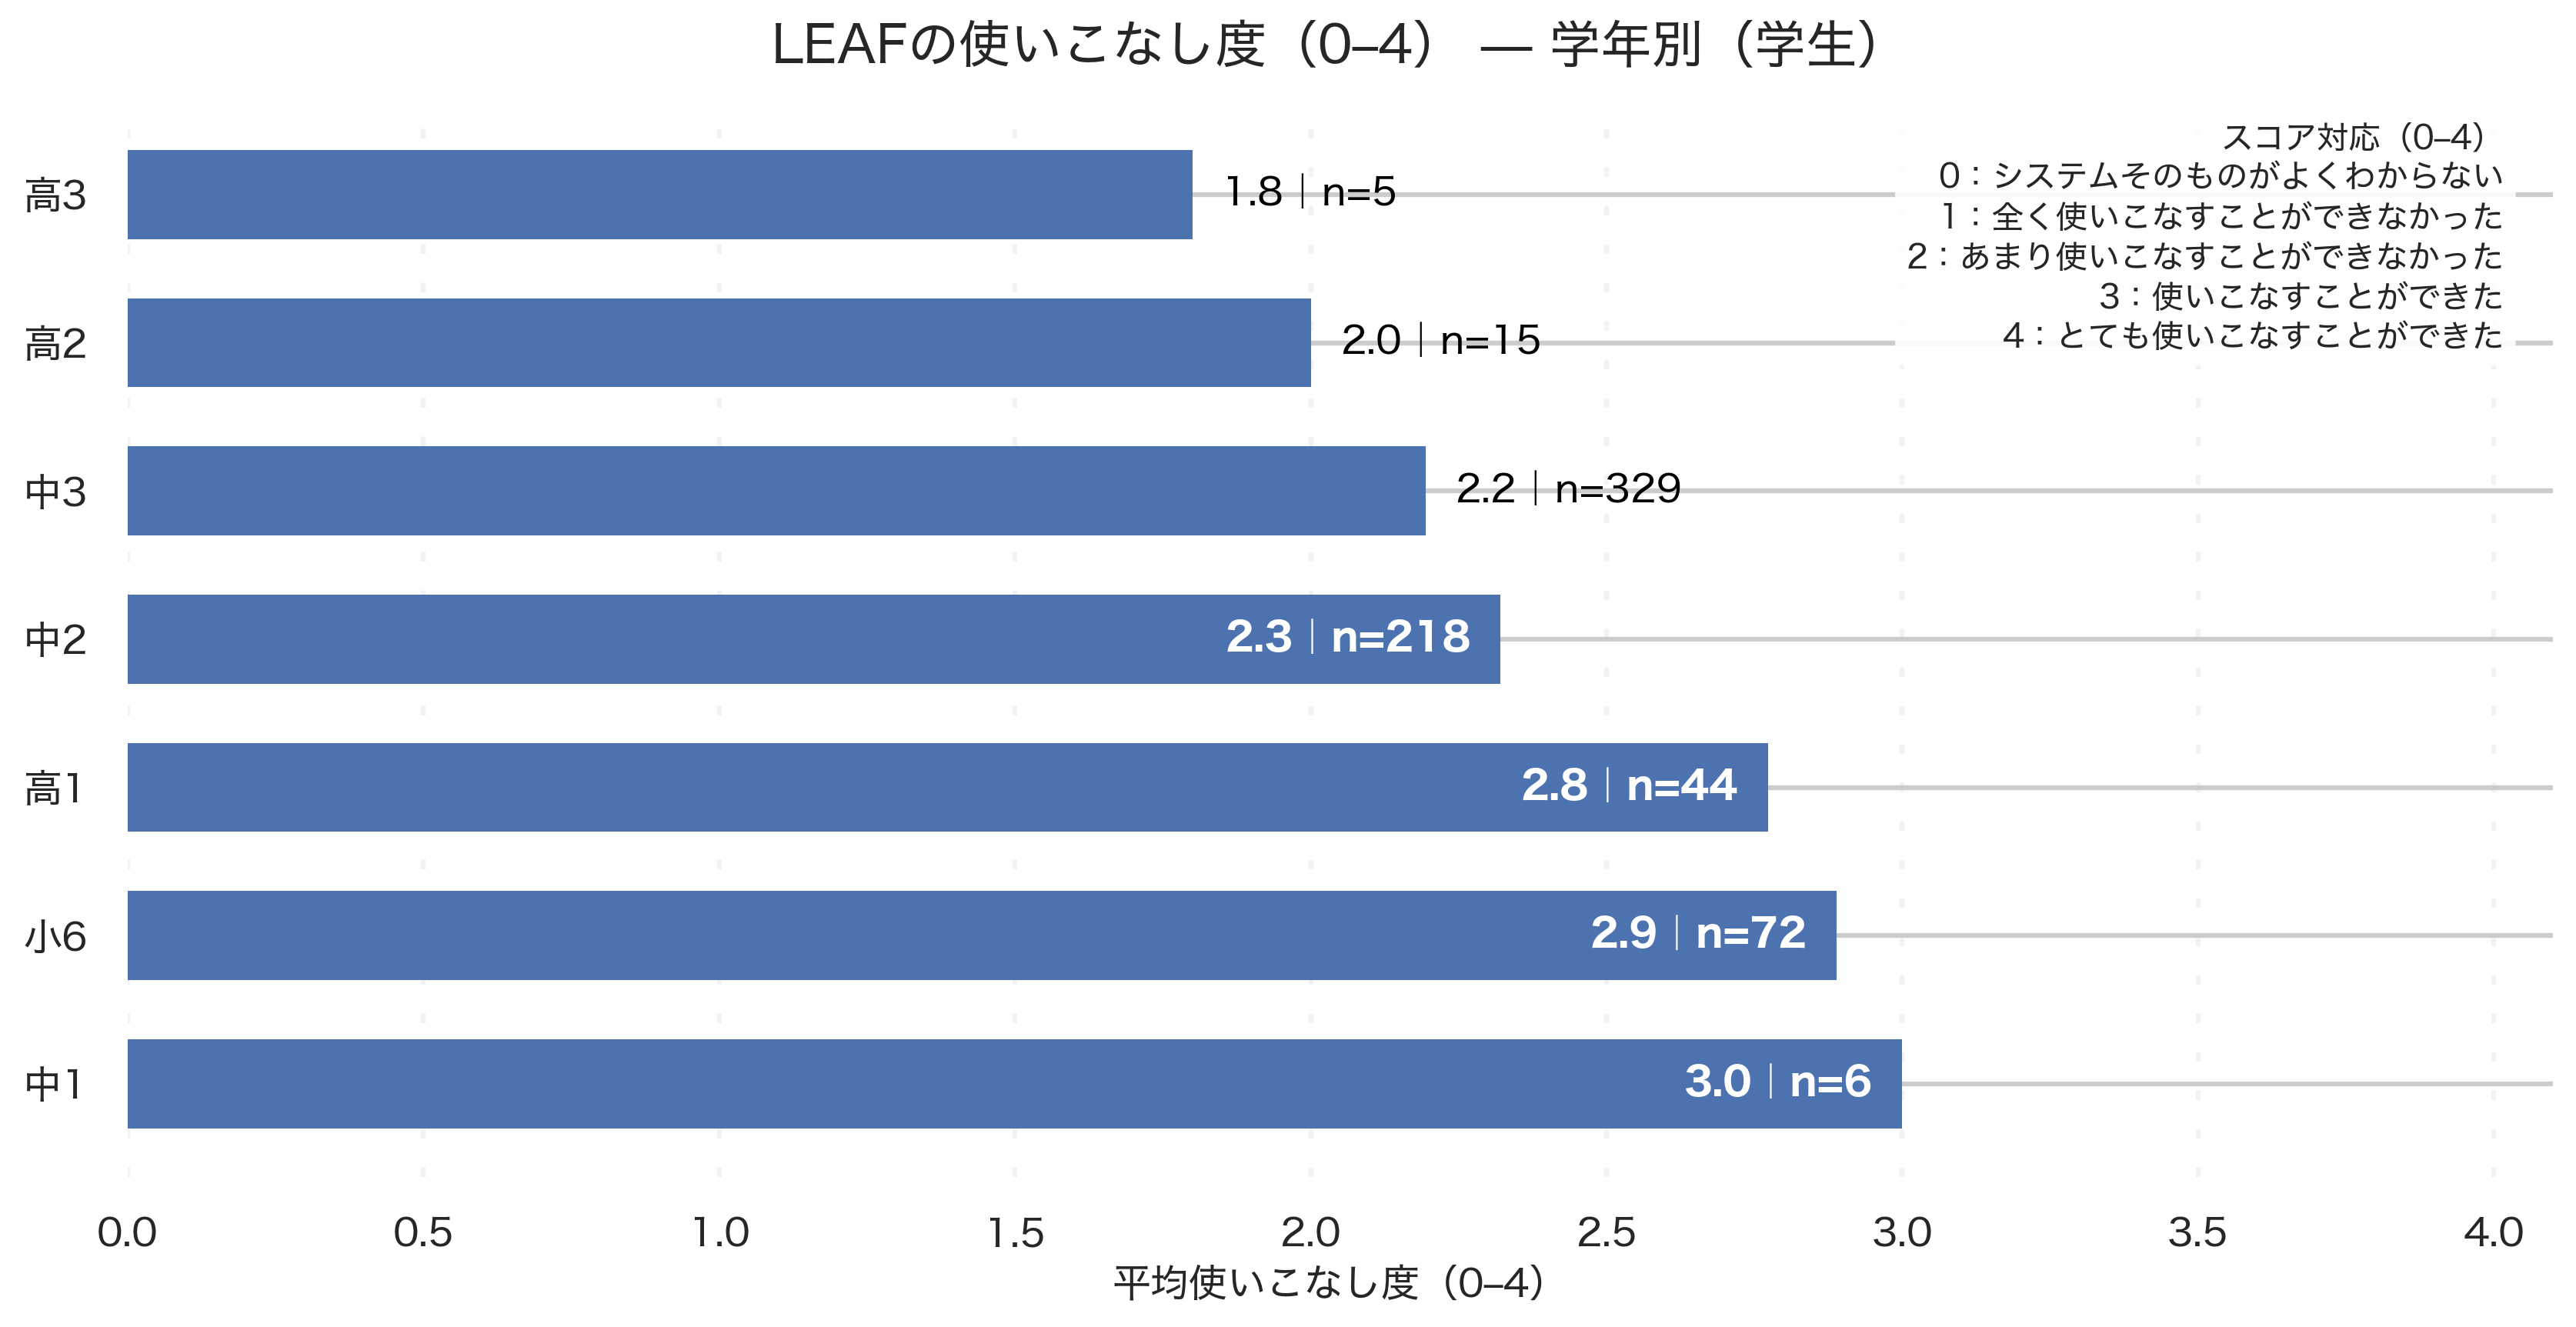 LEAFの使いこなし度（0–4） — 学年別（学生）
スコア対応（0–4）
0：システムそのものがよくわからない
1：全く使いこなすことができなかった
2：あまり使いこなすことができなかった
3：使いこなすことができた
4：とても使いこなすことができた
高3 1.8｜n=5
高2 2.0｜n=15
中3 2.2｜n=329
中2 2.3｜n=218
高1 2.8｜n=44
小6 2.9｜n=72
中1 3.0｜n=6
0.0 0.5 1.0 1.5 2.0 2.5 3.0 3.5 4.0
平均使いこなし度（0–4）